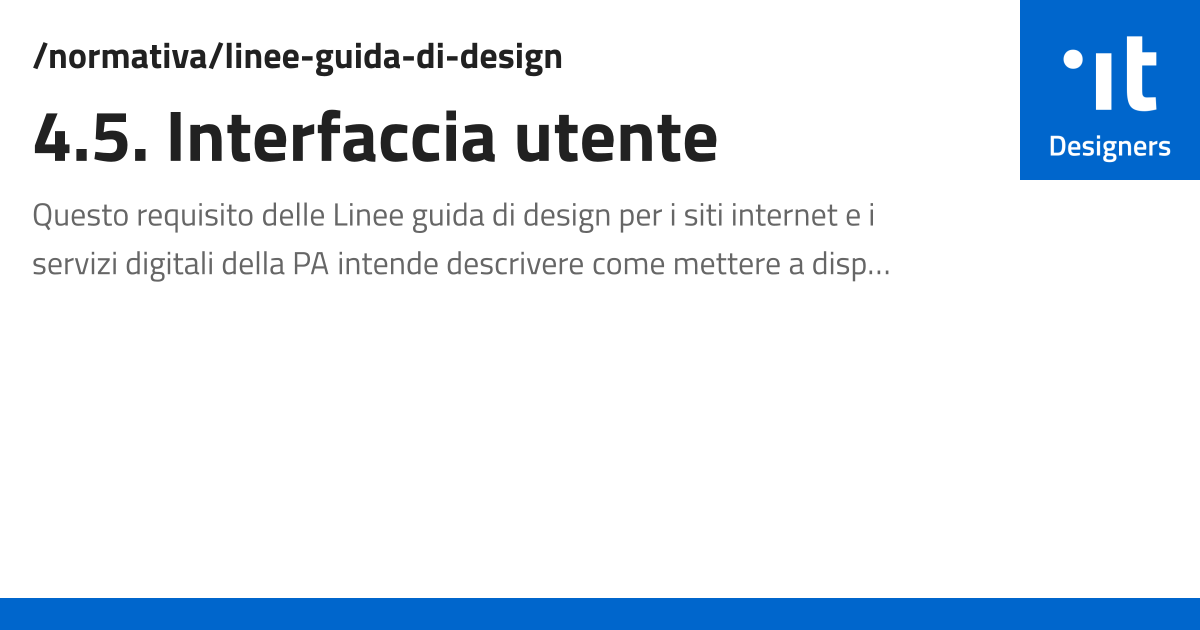 /normativa/linee-guida-di-design
4.5. Interfaccia utente
Questo requisito delle Linee guida di design per i siti internet e i
servizi digitali della PA intende descrivere come mettere a disp...
it
Designers